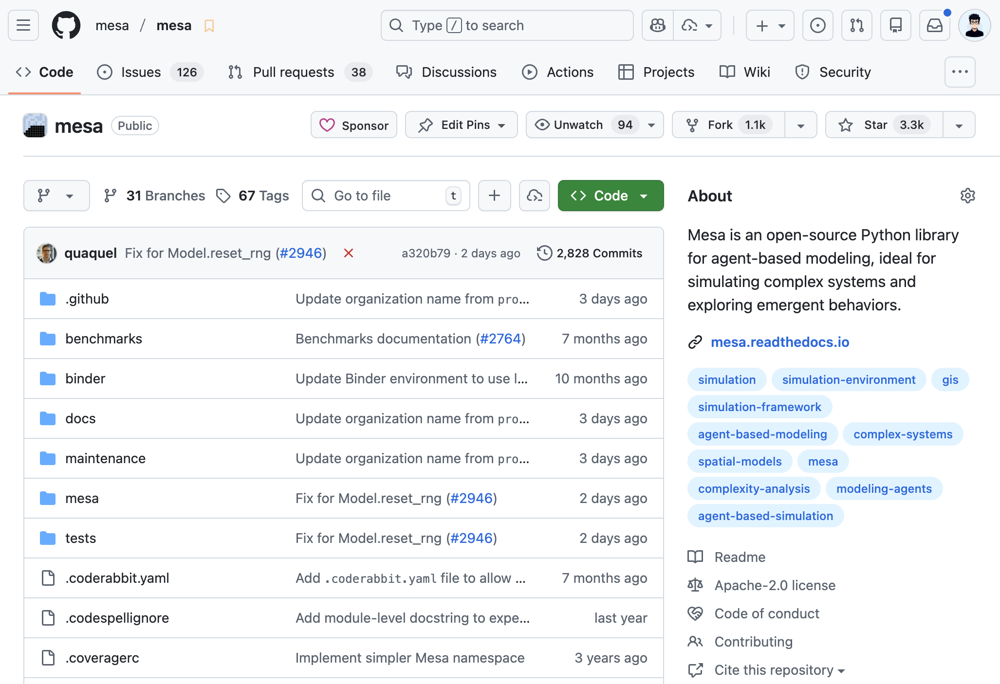 mesa / mesa
Type / to search
Code
Issues 126
Pull requests 38
Discussions
Actions
Projects
Wiki
Security
mesa Public
Sponsor
Edit Pins
Unwatch 94
Fork 1.1k
Star 3.3k
31 Branches
67 Tags
Go to file t
Code
quaquel Fix for Model.reset_rng (#2946) a320b79 · 2 days ago 2,828 Commits
.github Update organization name from pro... 3 days ago
benchmarks Benchmarks documentation (#2764) 7 months ago
binder Update Binder environment to use l... 10 months ago
docs Update organization name from pro... 3 days ago
maintenance Update organization name from pro... 3 days ago
mesa Fix for Model.reset_rng (#2946) 2 days ago
tests Fix for Model.reset_rng (#2946) 2 days ago
.coderabbit.yaml Add .coderabbit.yaml file to allow ... 7 months ago
.codespellignore Add module-level docstring to expe... last year
.coveragerc Implement simpler Mesa namespace 3 years ago
About
Mesa is an open-source Python library
for agent-based modeling, ideal for
simulating complex systems and
exploring emergent behaviors.
mesa.readthedocs.io
simulation simulation-environment gis
simulation-framework
agent-based-modeling complex-systems
spatial-models mesa
complexity-analysis modeling-agents
agent-based-simulation
Readme
Apache-2.0 license
Code of conduct
Contributing
Cite this repository